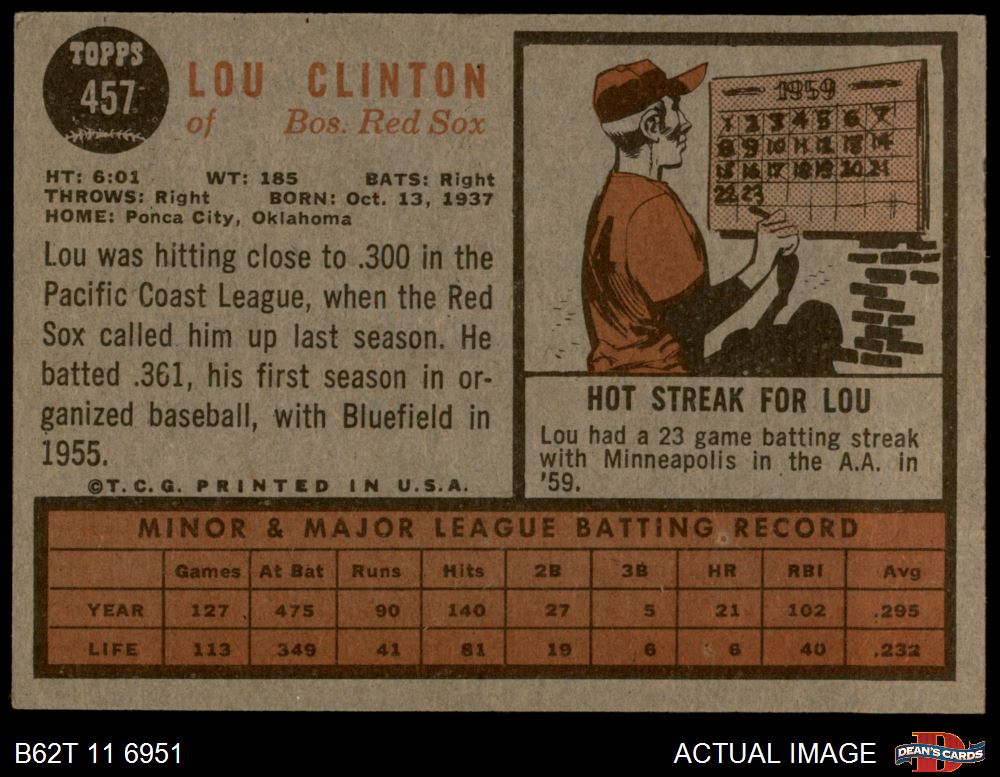 TOPPS
457
LOU CLINTON
of Bos. Red Sox
HT: 6:01 WT: 185 BATS: Right
THROWS: Right BORN: Oct. 13, 1937
HOME: Ponca City, Oklahoma
Lou was hitting close to .300 in the
Pacific Coast League, when the Red
Sox called him up last season. He
batted .361, his first season in or-
ganized baseball, with Bluefield in
1955.
©T.C.G. PRINTED IN U.S.A.
1959
1 2 3 4 5 6 7
8 9 10 11 12 13 14
15 16 17 18 19 20 21
22 23
HOT STREAK FOR LOU
Lou had a 23 game batting streak
with Minneapolis in the A.A. in
'59.
MINOR & MAJOR LEAGUE BATTING RECORD
Games At Bat Runs Hits 2B 3B HR RBI Avg
YEAR 127 475 90 140 27 5 21 102 .295
LIFE 113 349 41 81 19 6 6 40 .232
B62T 11 6951
ACTUAL IMAGE
D
DEAN'S CARDS